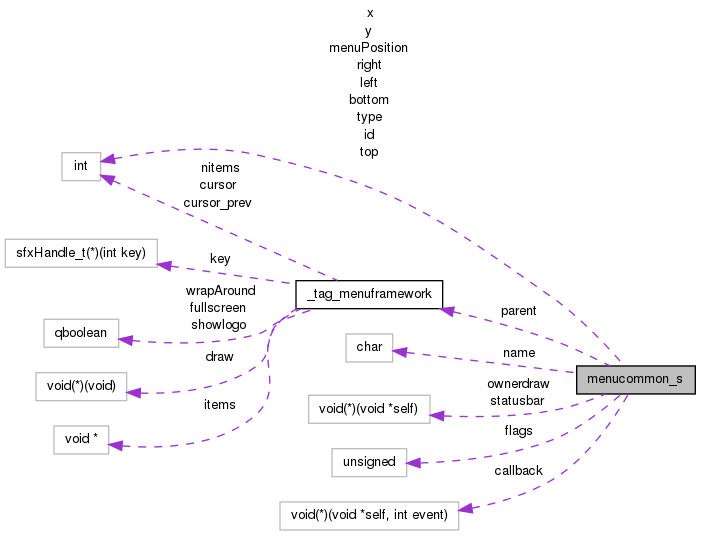 x
y
menuPosition
right
left
bottom
type
id
top
int
nitems
cursor
cursor_prev
sfxHandle_t(*)(int key)
key
_tag_menuframework
wrapAround
fullscreen
showlogo
qboolean
parent
char
name
draw
void(*)(void)
menucommon_s
ownerdraw
statusbar
void(*)(void *self)
items
void *
flags
unsigned
callback
void(*)(void *self, int event)